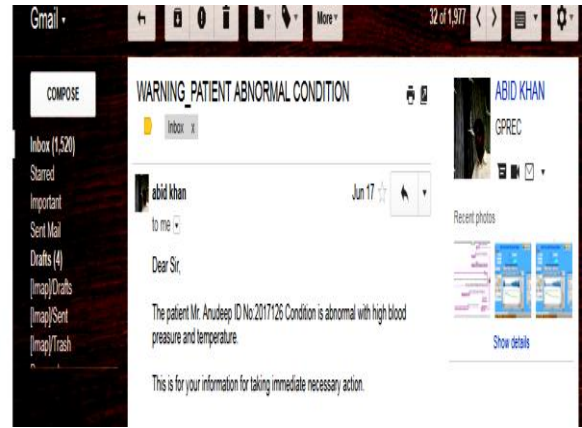 Gmail
More
32 of 1,977
COMPOSE
WARNING_PATIENT ABNORMAL CONDITION
Inbox x
ABID KHAN
GPREC
Inbox (1,520)
Starred
Important
Sent Mail
Drafts (4)
[Imap]/Drafts
[Imap]/Sent
[Imap]/Trash
abid khan
Jun 17
to me
Recent photos
Show details
Dear Sir,
The patient Mr. Anudeep ID No.2017126 Condition is abnormal with high blood
preasure and temperature.
This is for your information for taking immediate necessary action.